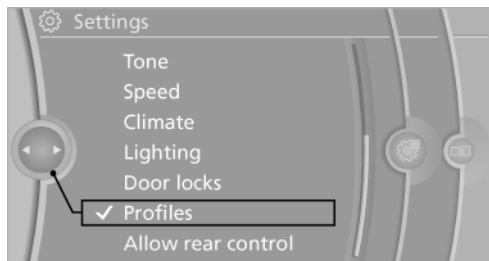 Settings
Tone
Speed
Climate
Lighting
Door locks
Profiles
Allow rear control